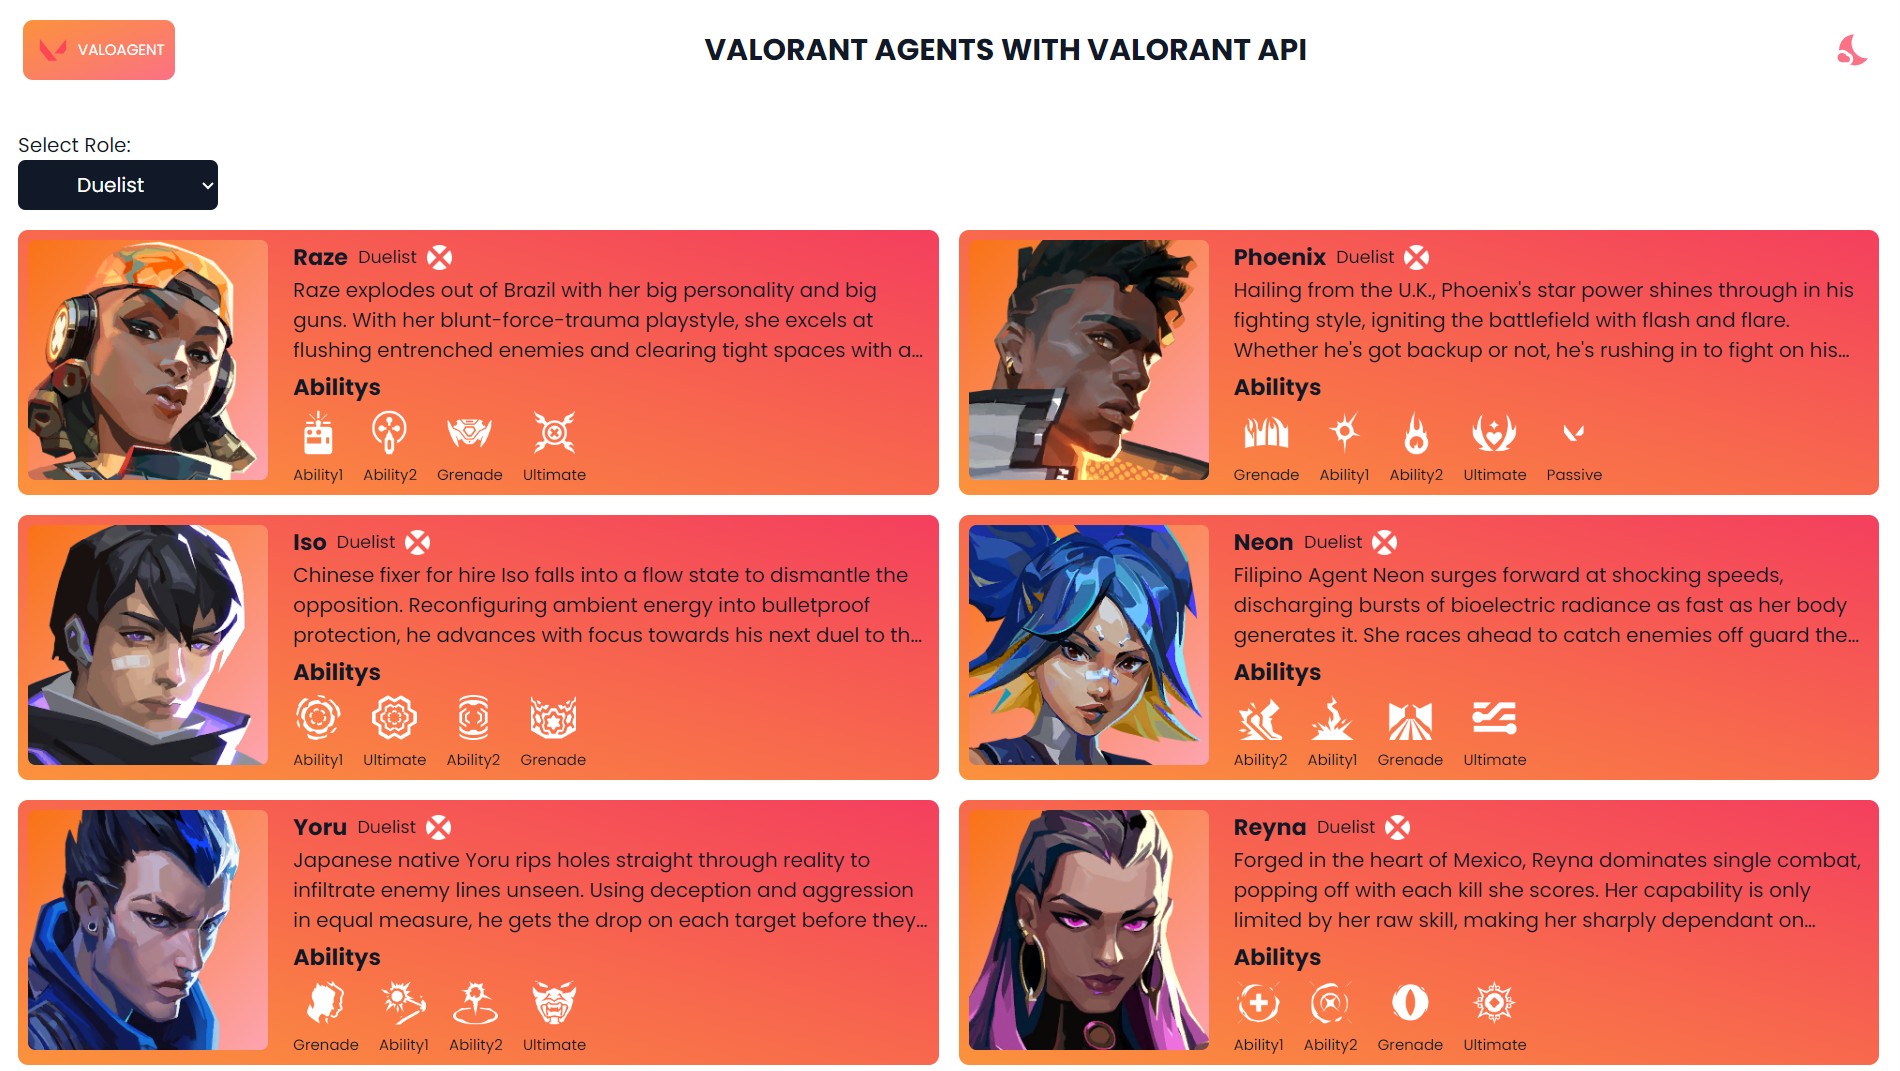 VALOAGENT
VALORANT AGENTS WITH VALORANT API
Select Role:
Duelist
Raze Duelist
Raze explodes out of Brazil with her big personality and big
guns. With her blunt-force-trauma playstyle, she excels at
flushing entrenched enemies and clearing tight spaces with a...
Abilitys
Ability1 Ability2 Grenade Ultimate
Phoenix Duelist
Hailing from the U.K., Phoenix's star power shines through in his
fighting style, igniting the battlefield with flash and flare.
Whether he's got backup or not, he's rushing in to fight on his...
Abilitys
Grenade Ability1 Ability2 Ultimate Passive
Iso Duelist
Chinese fixer for hire Iso falls into a flow state to dismantle the
opposition. Reconfiguring ambient energy into bulletproof
protection, he advances with focus towards his next duel to th...
Abilitys
Ability1 Ultimate Ability2 Grenade
Neon Duelist
Filipino Agent Neon surges forward at shocking speeds,
discharging bursts of bioelectric radiance as fast as her body
generates it. She races ahead to catch enemies off guard the...
Abilitys
Ability2 Ability1 Grenade Ultimate
Yoru Duelist
Japanese native Yoru rips holes straight through reality to
infiltrate enemy lines unseen. Using deception and aggression
in equal measure, he gets the drop on each target before they...
Abilitys
Grenade Ability1 Ability2 Ultimate
Reyna Duelist
Forged in the heart of Mexico, Reyna dominates single combat,
popping off with each kill she scores. Her capability is only
limited by her raw skill, making her sharply dependant on...
Abilitys
Ability1 Ability2 Grenade Ultimate